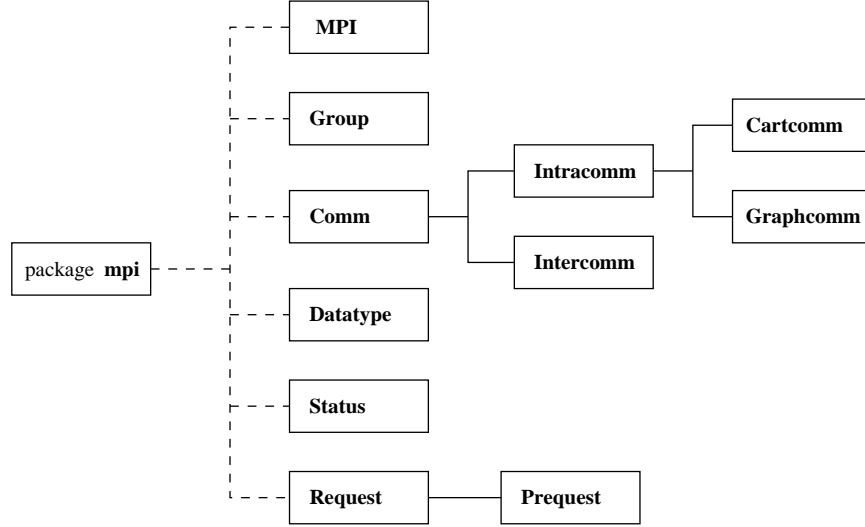 MPI
Group
Cartcomm
Intracomm
Comm
Graphcomm
package mpi
Intercomm
Datatype
Status
Request
Prequest